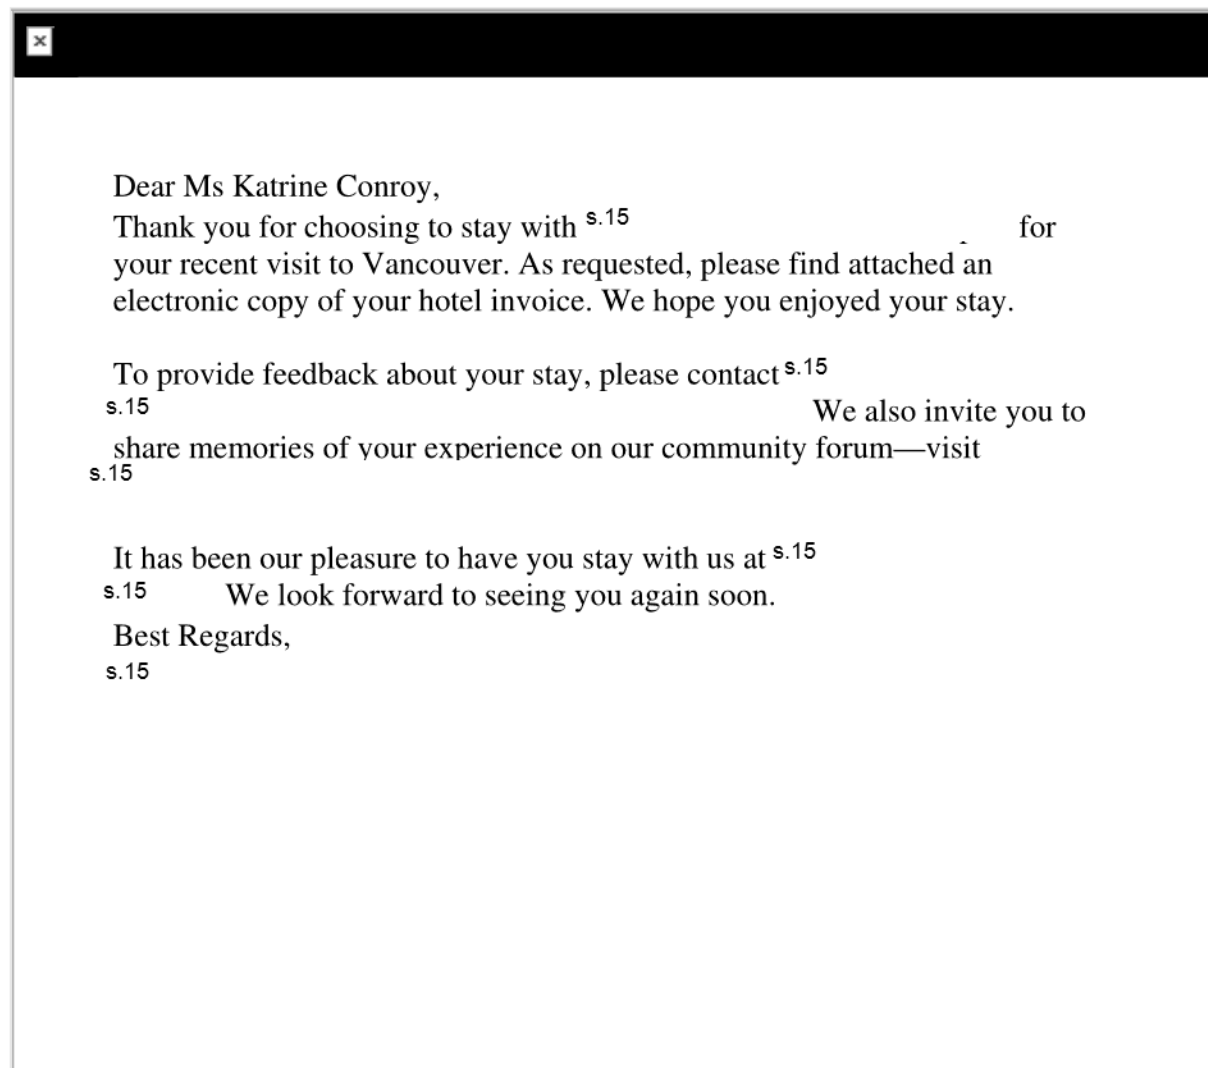 Dear Ms Katrine Conroy,
Thank you for choosing to stay with s.15 for
your recent visit to Vancouver. As requested, please find attached an
electronic copy of your hotel invoice. We hope you enjoyed your stay.
To provide feedback about your stay, please contact s.15
s.15 We also invite you to
share memories of your experience on our community forum—visit
s.15
It has been our pleasure to have you stay with us at s.15
s.15 We look forward to seeing you again soon.
Best Regards,
s.15